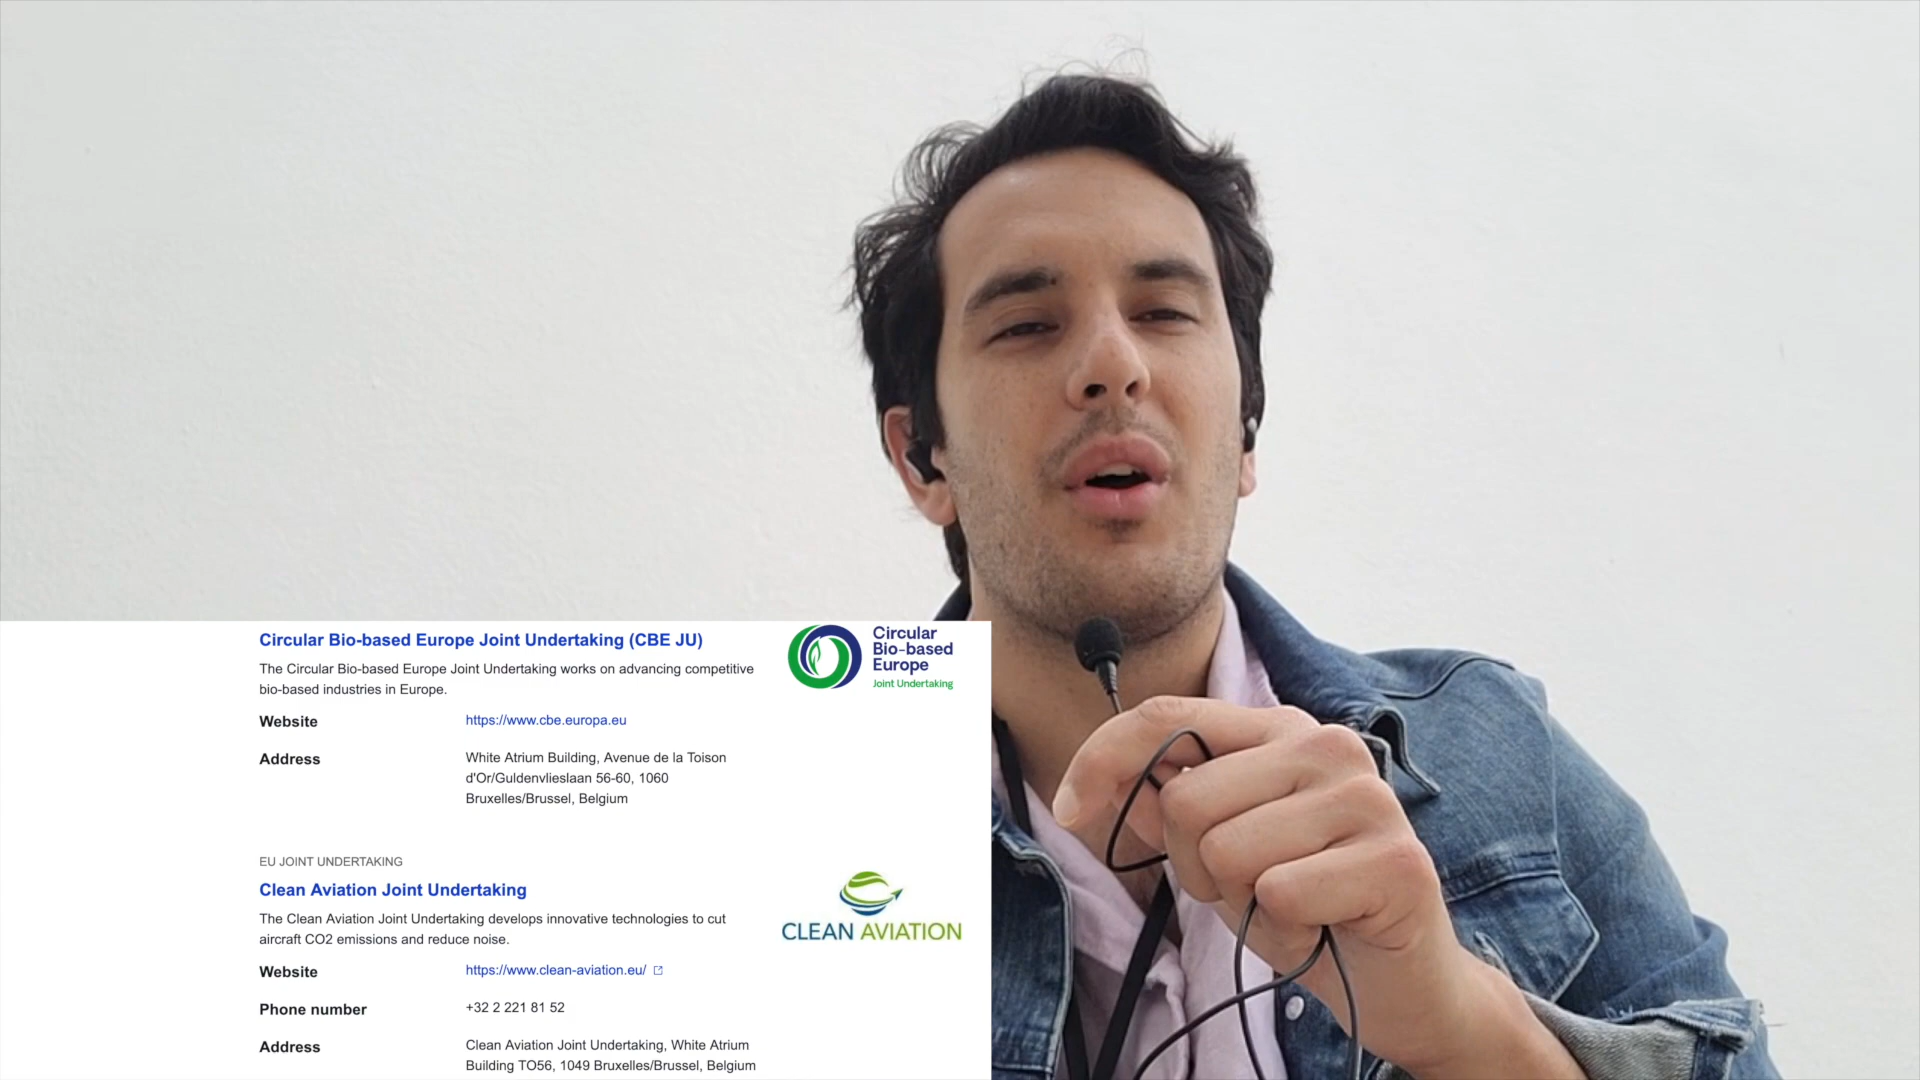 Circular Bio-based Europe Joint Undertaking (CBE JU)
The Circular Bio-based Europe Joint Undertaking works on advancing competitive
bio-based industries in Europe.
Website
https://www.cbe.europa.eu
Address
White Atrium Building, Avenue de la Toison
d'Or/Guldenvlieslaan 56-60, 1060
Bruxelles/Brussel, Belgium
Circular
Bio-based
Europe
Joint Undertaking
EU JOINT UNDERTAKING
Clean Aviation Joint Undertaking
The Clean Aviation Joint Undertaking develops innovative technologies to cut
aircraft CO2 emissions and reduce noise.
Website
https://www.clean-aviation.eu/
Phone number
+32 2 221 81 52
Address
Clean Aviation Joint Undertaking, White Atrium
Building TO56, 1049 Bruxelles/Brussel, Belgium
CLEAN AVIATION